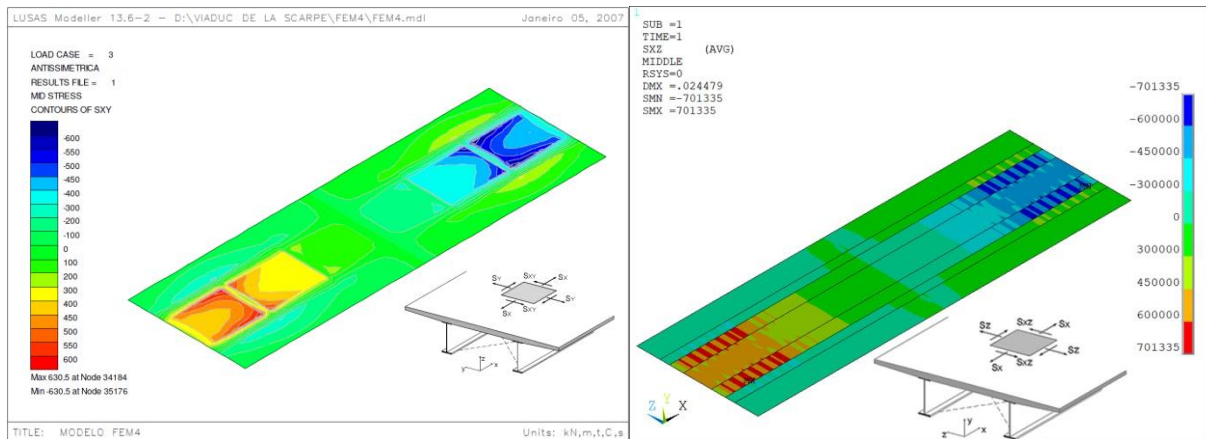 LUSAS Modeller 13.6-2 - D:\VIADUC DE LA SCARPE\FEM4\FEM4.mdl Janeiro 05, 2007
LOAD CASE = 3
ANTISSIMETRICA
RESULTS FILE = 1
MID STRESS
CONTOURS OF SXY
-600
-550
-500
-450
-400
-300
-200
-100
0
100
200
300
400
450
500
550
600
Max 630.5 at Node 34184
Min -630.5 at Node 35176
SY SXY SX
SX SXY SY
z
y x
TITLE: MODELO FEM4 Units: kN,m,t,C,s
1
SUB =1
TIME=1
SXZ (AVG)
MIDDLE
RSYS=0
DMX =.024479
SMN =-701335
SMX =701335
-701335
-600000
-450000
-300000
0
300000
450000
600000
701335
MN
MX
Z Y X
Sz Sxz Sx
Sx Sxz Sz
y
z x